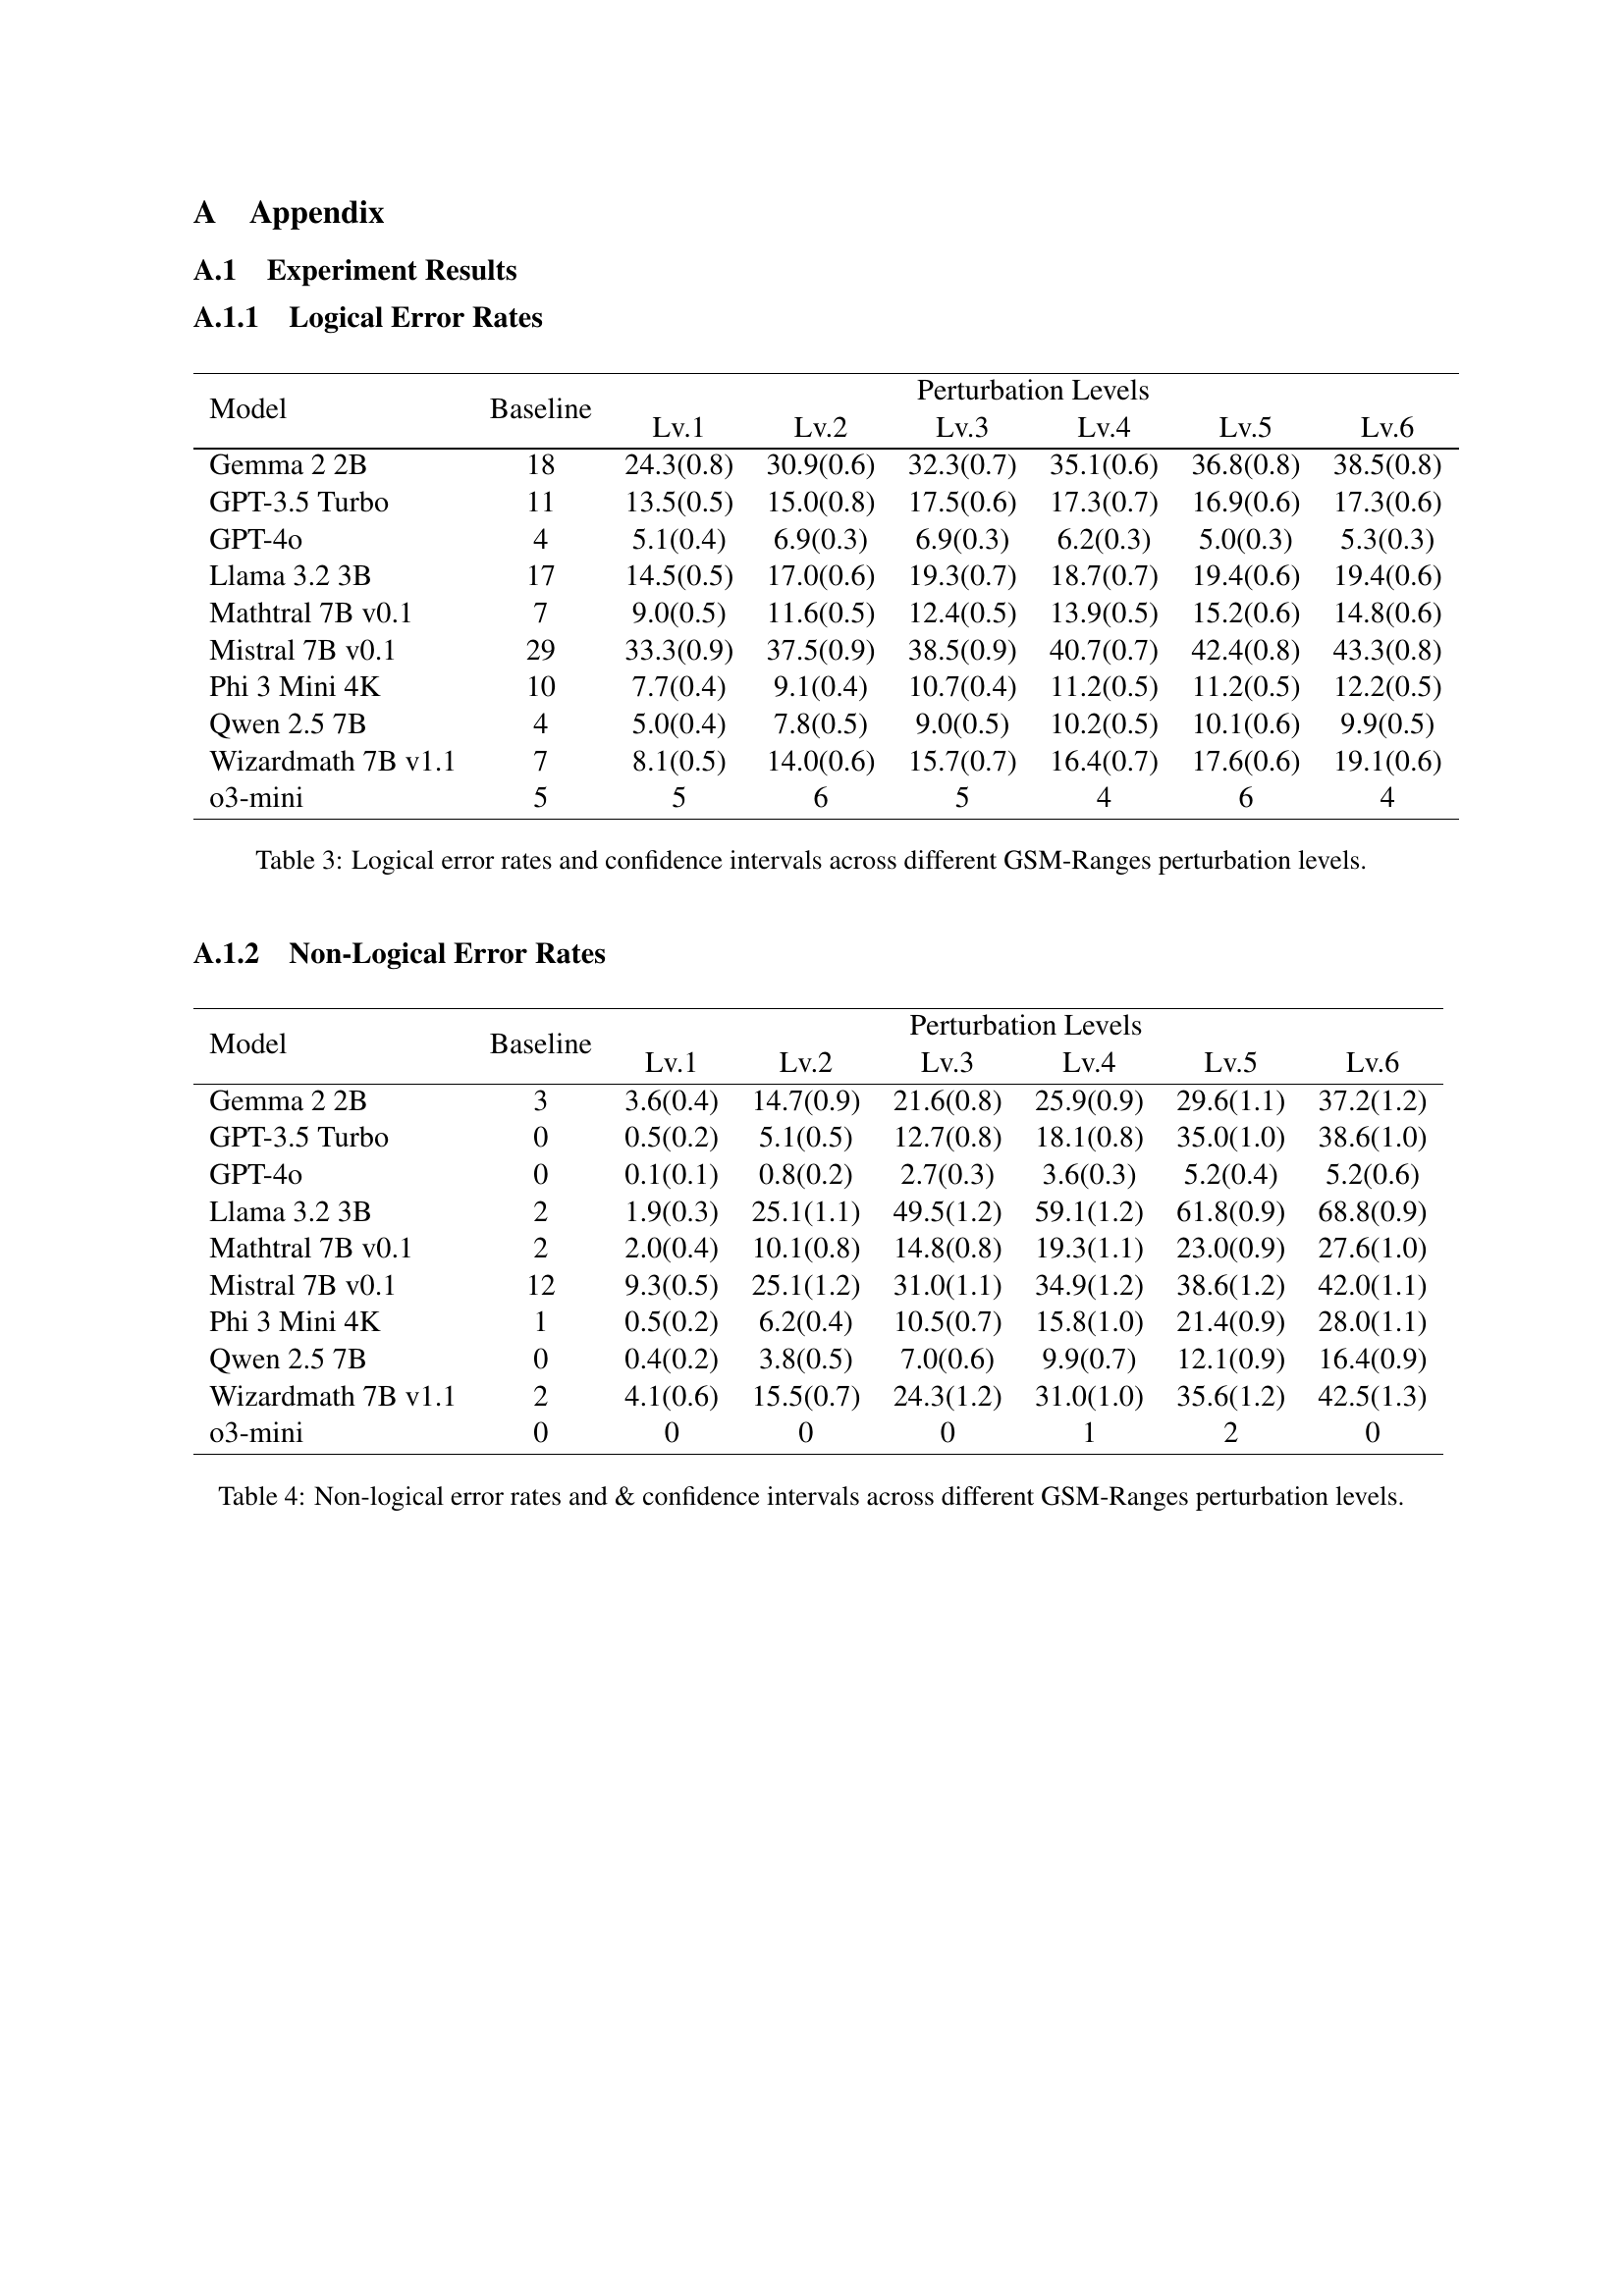 A Appendix
A.1 Experiment Results
A.1.1 Logical Error Rates
Model Baseline Perturbation Levels
Lv.1 Lv.2 Lv.3 Lv.4 Lv.5 Lv.6
Gemma 2 2B 18 24.3(0.8) 30.9(0.6) 32.3(0.7) 35.1(0.6) 36.8(0.8) 38.5(0.8)
GPT-3.5 Turbo 11 13.5(0.5) 15.0(0.8) 17.5(0.6) 17.3(0.7) 16.9(0.6) 17.3(0.6)
GPT-4o 4 5.1(0.4) 6.9(0.3) 6.9(0.3) 6.2(0.3) 5.0(0.3) 5.3(0.3)
Llama 3.2 3B 17 14.5(0.5) 17.0(0.6) 19.3(0.7) 18.7(0.7) 19.4(0.6) 19.4(0.6)
Mathtral 7B v0.1 7 9.0(0.5) 11.6(0.5) 12.4(0.5) 13.9(0.5) 15.2(0.6) 14.8(0.6)
Mistral 7B v0.1 29 33.3(0.9) 37.5(0.9) 38.5(0.9) 40.7(0.7) 42.4(0.8) 43.3(0.8)
Phi 3 Mini 4K 10 7.7(0.4) 9.1(0.4) 10.7(0.4) 11.2(0.5) 11.2(0.5) 12.2(0.5)
Qwen 2.5 7B 4 5.0(0.4) 7.8(0.5) 9.0(0.5) 10.2(0.5) 10.1(0.6) 9.9(0.5)
Wizardmath 7B v1.1 7 8.1(0.5) 14.0(0.6) 15.7(0.7) 16.4(0.7) 17.6(0.6) 19.1(0.6)
o3-mini 5 5 6 5 4 6 4
Table 3: Logical error rates and confidence intervals across different GSM-Ranges perturbation levels.
A.1.2 Non-Logical Error Rates
Model Baseline Perturbation Levels
Lv.1 Lv.2 Lv.3 Lv.4 Lv.5 Lv.6
Gemma 2 2B 3 3.6(0.4) 14.7(0.9) 21.6(0.8) 25.9(0.9) 29.6(1.1) 37.2(1.2)
GPT-3.5 Turbo 0 0.5(0.2) 5.1(0.5) 12.7(0.8) 18.1(0.8) 35.0(1.0) 38.6(1.0)
GPT-4o 0 0.1(0.1) 0.8(0.2) 2.7(0.3) 3.6(0.3) 5.2(0.4) 5.2(0.6)
Llama 3.2 3B 2 1.9(0.3) 25.1(1.1) 49.5(1.2) 59.1(1.2) 61.8(0.9) 68.8(0.9)
Mathtral 7B v0.1 2 2.0(0.4) 10.1(0.8) 14.8(0.8) 19.3(1.1) 23.0(0.9) 27.6(1.0)
Mistral 7B v0.1 12 9.3(0.5) 25.1(1.2) 31.0(1.1) 34.9(1.2) 38.6(1.2) 42.0(1.1)
Phi 3 Mini 4K 1 0.5(0.2) 6.2(0.4) 10.5(0.7) 15.8(1.0) 21.4(0.9) 28.0(1.1)
Qwen 2.5 7B 0 0.4(0.2) 3.8(0.5) 7.0(0.6) 9.9(0.7) 12.1(0.9) 16.4(0.9)
Wizardmath 7B v1.1 2 4.1(0.6) 15.5(0.7) 24.3(1.2) 31.0(1.0) 35.6(1.2) 42.5(1.3)
o3-mini 0 0 0 0 1 2 0
Table 4: Non-logical error rates and & confidence intervals across different GSM-Ranges perturbation levels.